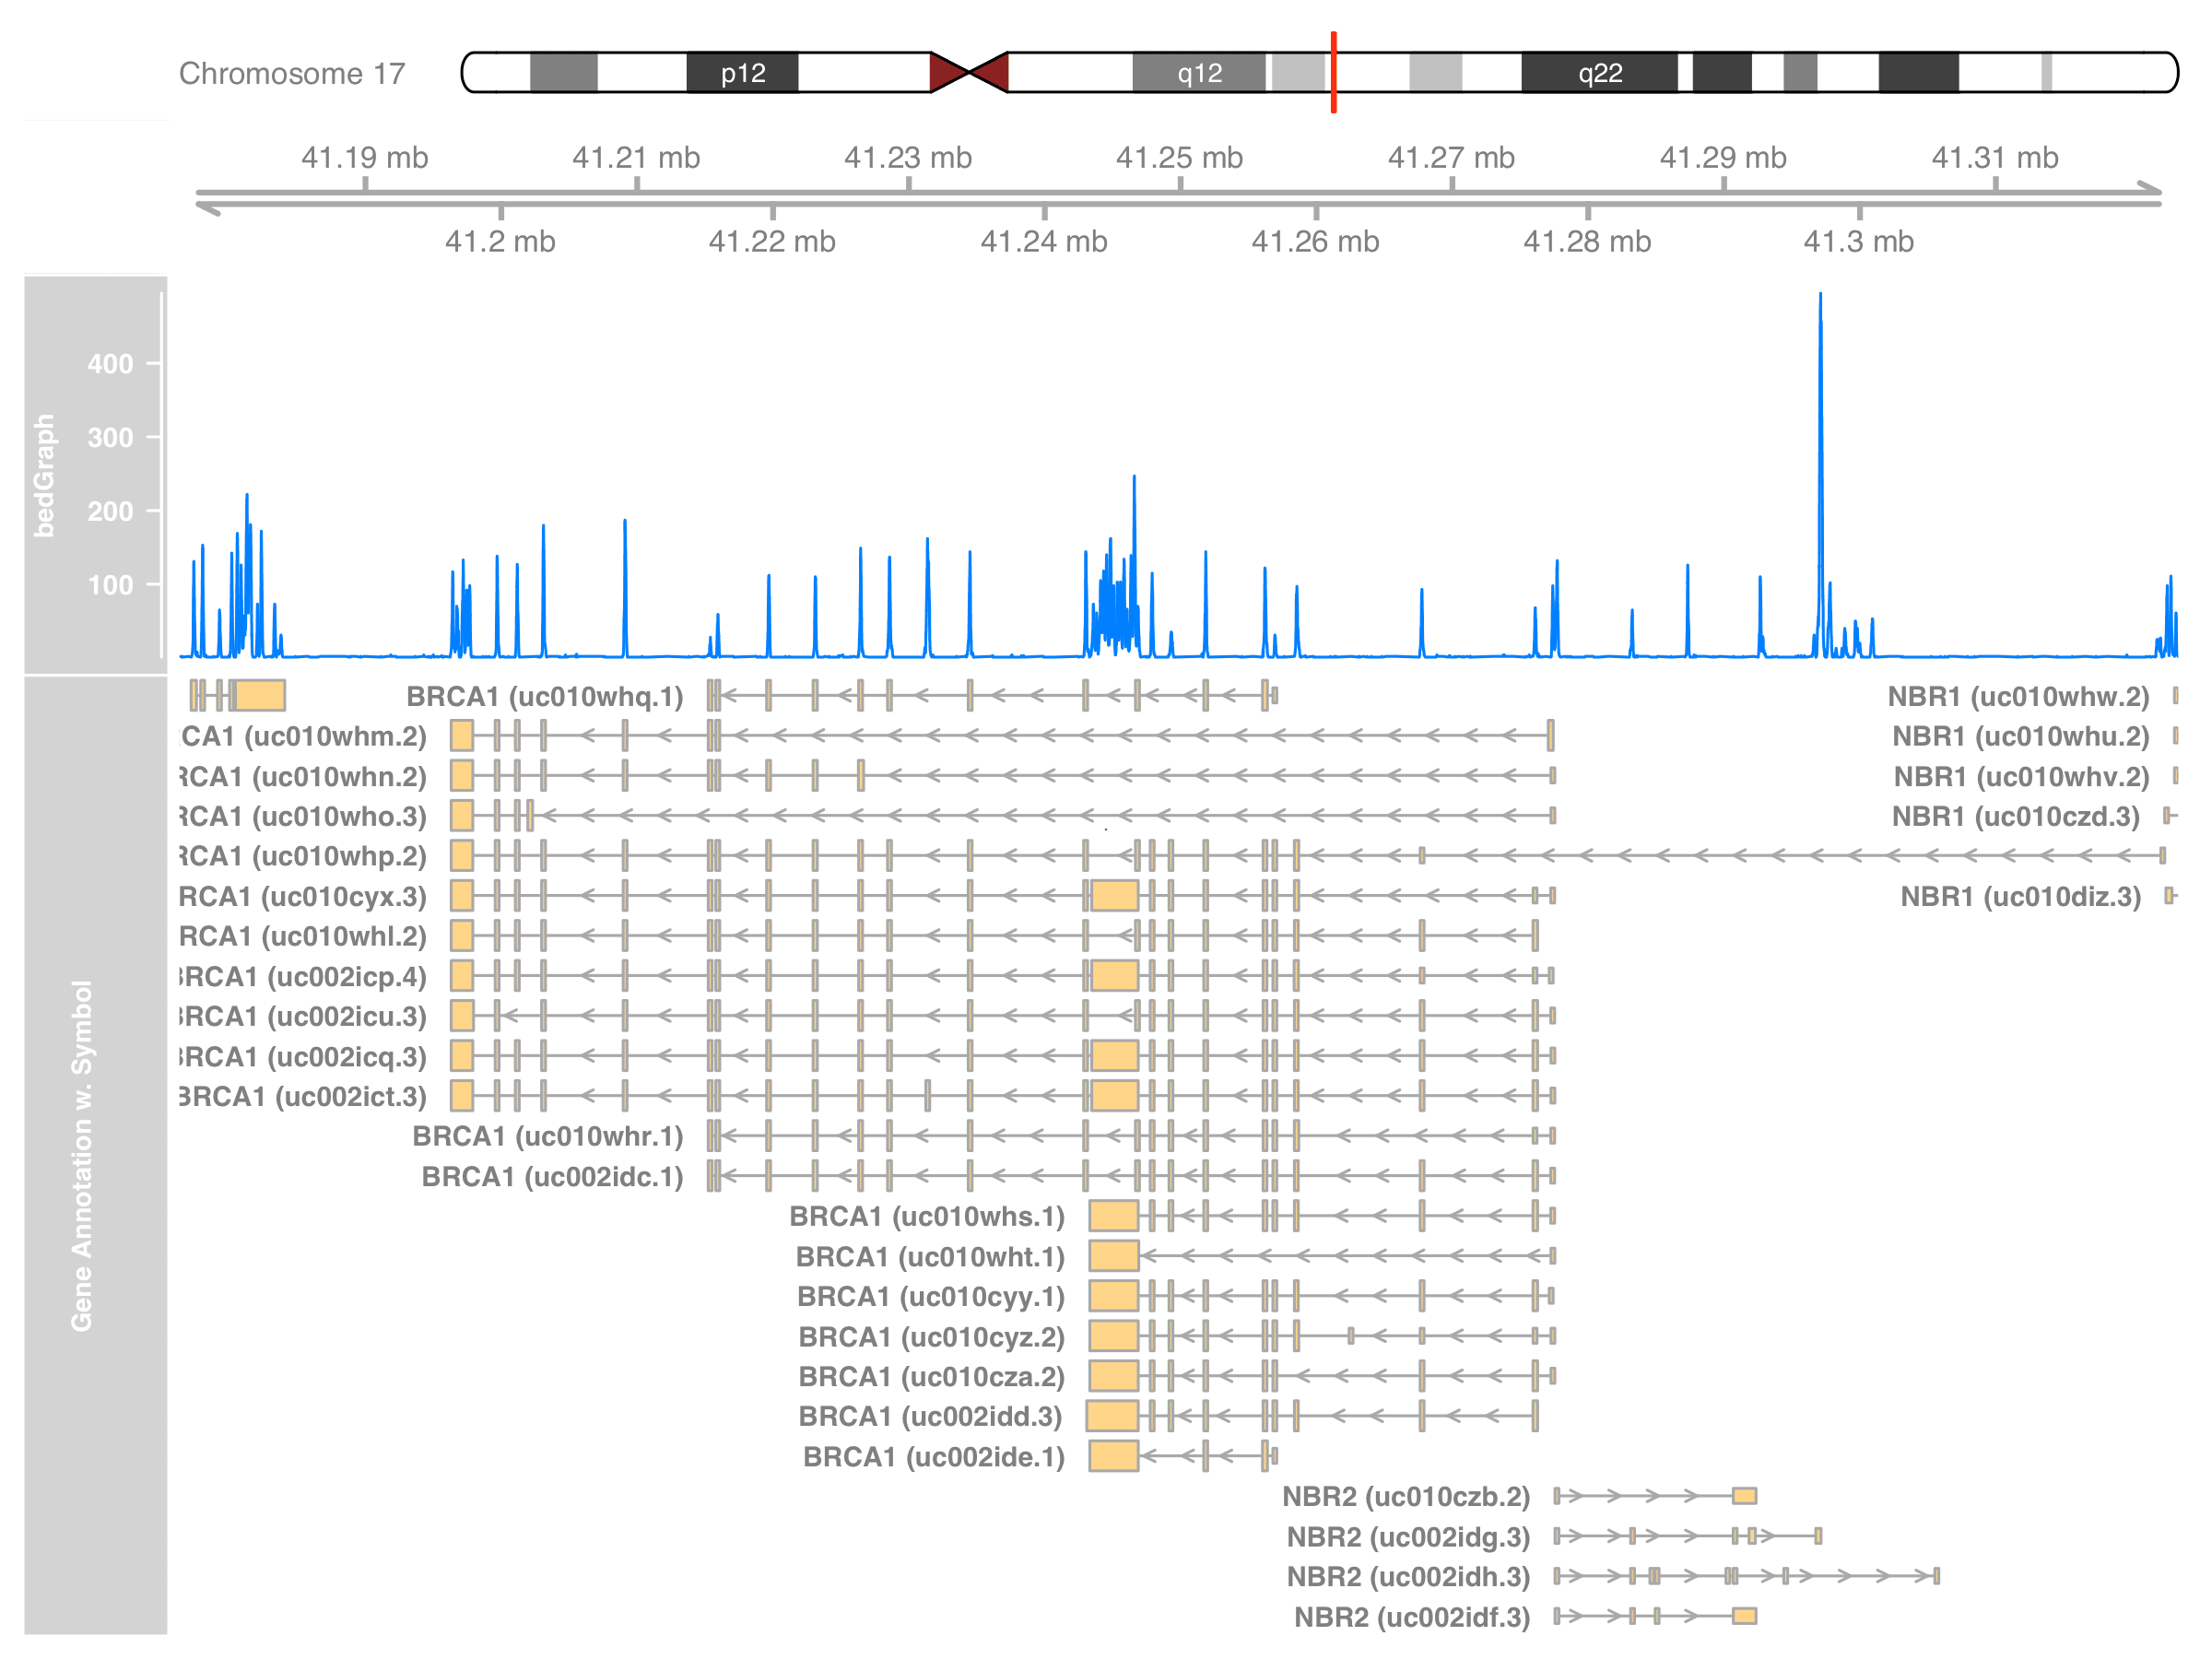 Chromosome 17
p12
q12
q22
41.19 mb 41.21 mb 41.23 mb 41.25 mb 41.27 mb 41.29 mb 41.31 mb
41.2 mb 41.22 mb 41.24 mb 41.26 mb 41.28 mb 41.3 mb
bedGraph
400
300
200
100
Gene Annotation w. Symbol
BRCA1 (uc010whq.1) NBR1 (uc010whw.2)
CA1 (uc010whm.2) NBR1 (uc010whu.2)
RCA1 (uc010whn.2) NBR1 (uc010whv.2)
RCA1 (uc010who.3) NBR1 (uc010czd.3)
RCA1 (uc010whp.2)
RCA1 (uc010cyx.3) NBR1 (uc010diz.3)
RCA1 (uc010whl.2)
BRCA1 (uc002icp.4)
BRCA1 (uc002icu.3)
BRCA1 (uc002icq.3)
BRCA1 (uc002ict.3)
BRCA1 (uc010whr.1)
BRCA1 (uc002idc.1)
BRCA1 (uc010whs.1)
BRCA1 (uc010wht.1)
BRCA1 (uc010cyy.1)
BRCA1 (uc010cyz.2)
BRCA1 (uc010cza.2)
BRCA1 (uc002idd.3)
BRCA1 (uc002ide.1)
NBR2 (uc010czb.2)
NBR2 (uc002idg.3)
NBR2 (uc002idh.3)
NBR2 (uc002idf.3)